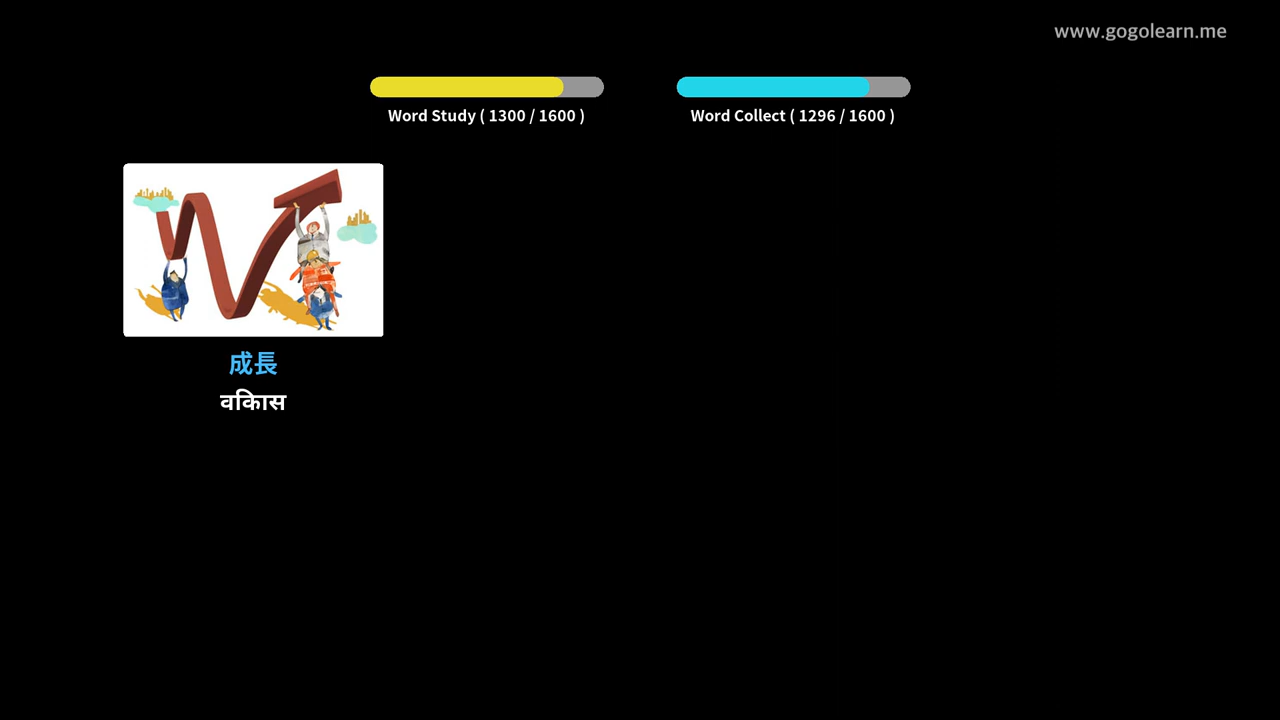 www.gogolearn.me
Word Study ( 1300 / 1600 )
Word Collect ( 1296 / 1600 )
成長
विकास